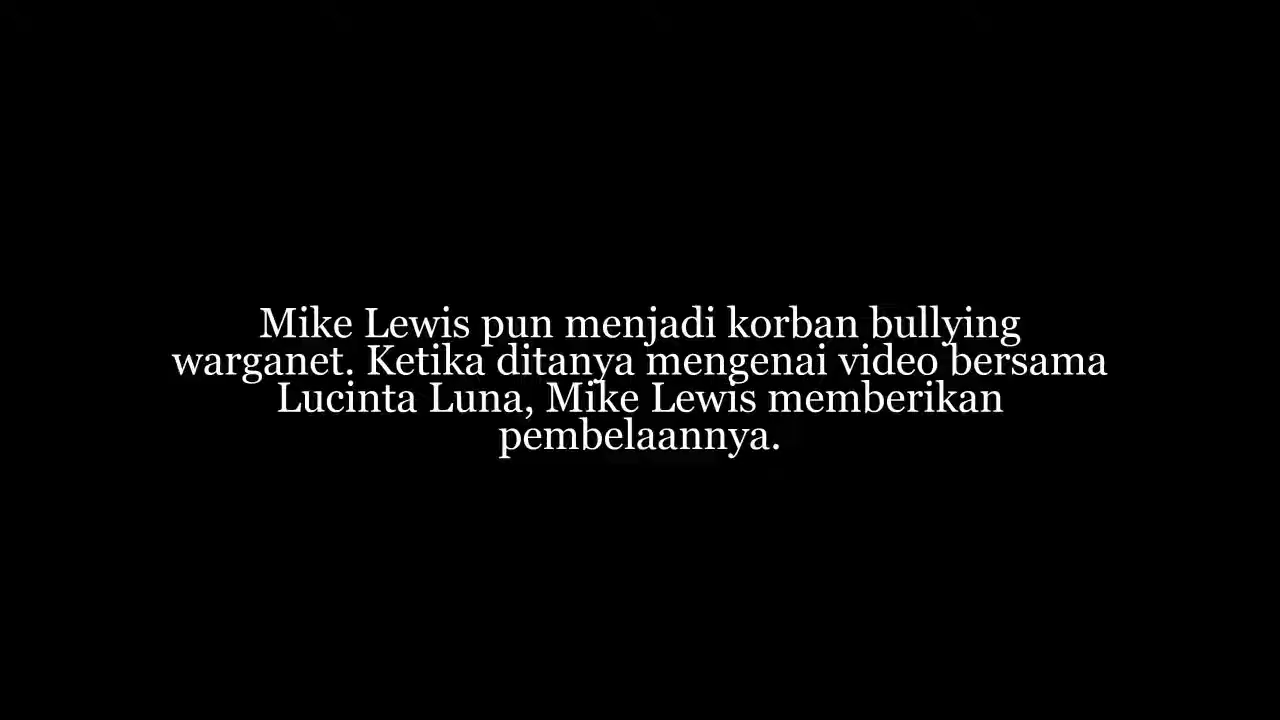 Mike Lewis pun menjadi korban bullying
warganet. Ketika ditanya mengenai video bersama
Lucinta Luna, Mike Lewis memberikan
pembelaannya.